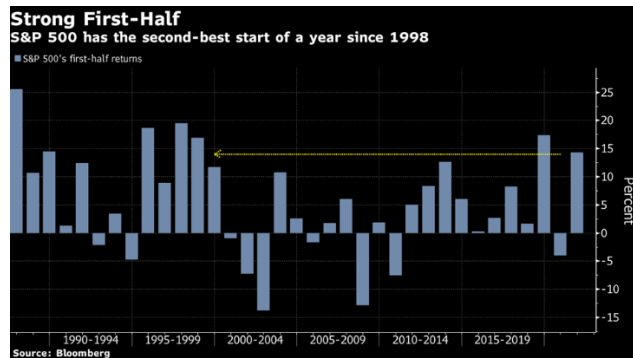 Strong First-Half
S&P 500 has the second-best start of a year since 1998
S&P 500's first-half returns
25
20
15
10
5
0
-5
-10
-15
Percent
1990-1994 1995-1999 2000-2004 2005-2009 2010-2014 2015-2019
Source: Bloomberg